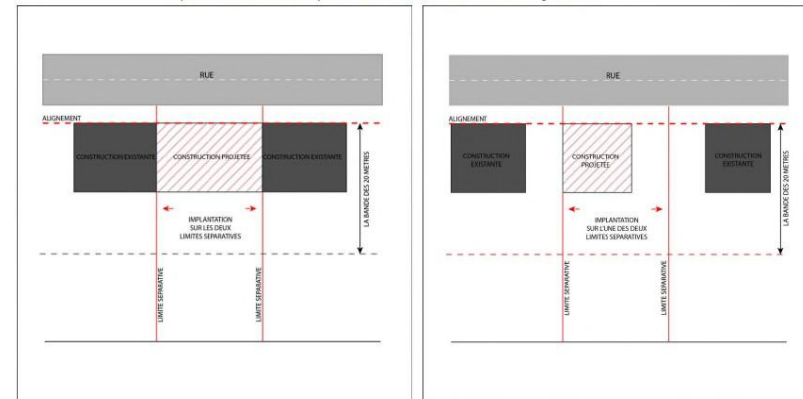 RUE
ALIGNEMENT
CONSTRUCTION EXISTANTE
CONSTRUCTION PROJETEE
CONSTRUCTION EXISTANTE
IMPLANTATION
SUR LES DEUX
LIMITES SEPARATIVES
LIMITE SEPARATIVE
LIMITE SEPARATIVE
LA BANDE DES 20 METRES
RUE
ALIGNEMENT
CONSTRUCTION
EXISTANTE
CONSTRUCTION
PROJETEE
CONSTRUCTION
EXISTANTE
IMPLANTATION
SUR L'UNE DES DEUX
LIMITES SEPARATIVES
LIMITE SEPARATIVE
LIMITE SEPARATIVE
LA BANDE DES 20 METRES